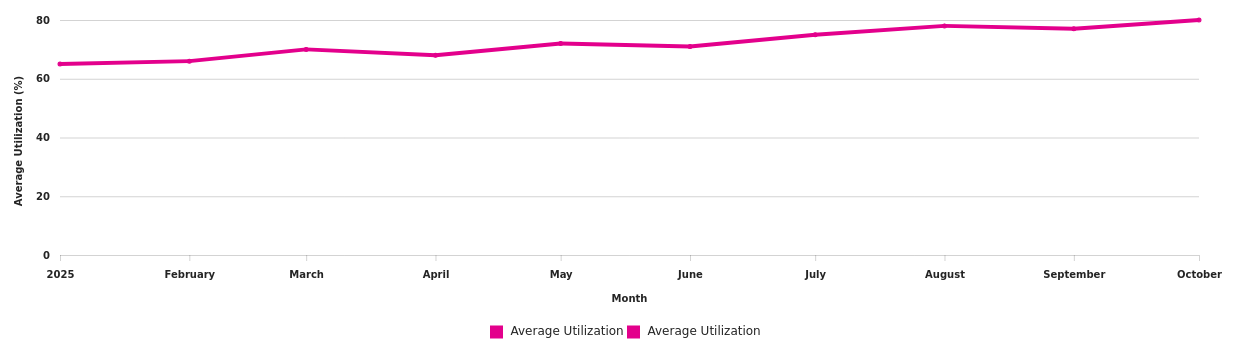 80
60
40
20
0
Average Utilization (%)
2025 February March April May June July August September October
Month
Average Utilization Average Utilization